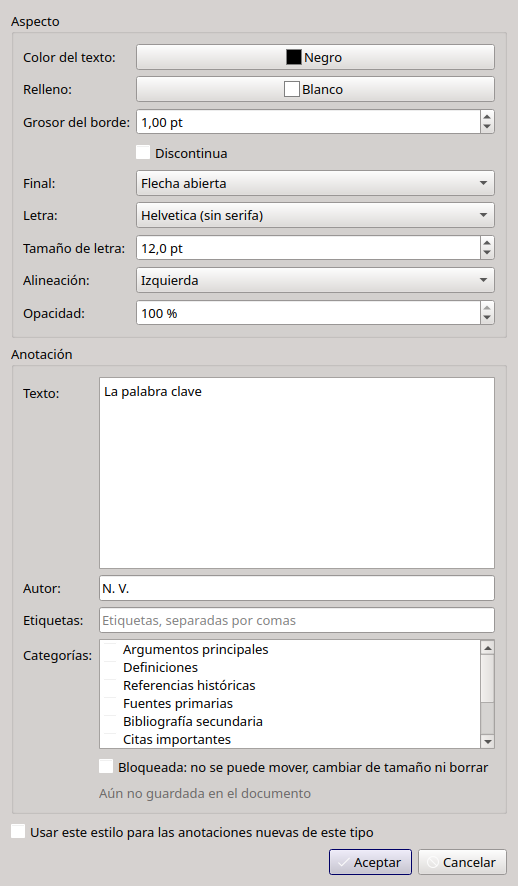 Aspecto
Color del texto: Negro
Relleno: Blanco
Grosor del borde: 1,00 pt
Discontinua
Final: Flecha abierta
Letra: Helvetica (sin serifa)
Tamaño de letra: 12,0 pt
Alineación: Izquierda
Opacidad: 100 %
Anotación
Texto: La palabra clave
Autor: N. V.
Etiquetas: Etiquetas, separadas por comas
Categorías: Argumentos principales
Definiciones
Referencias históricas
Fuentes primarias
Bibliografía secundaria
Citas importantes
Bloqueada: no se puede mover, cambiar de tamaño ni borrar
Aún no guardada en el documento
Usar este estilo para las anotaciones nuevas de este tipo
Aceptar Cancelar